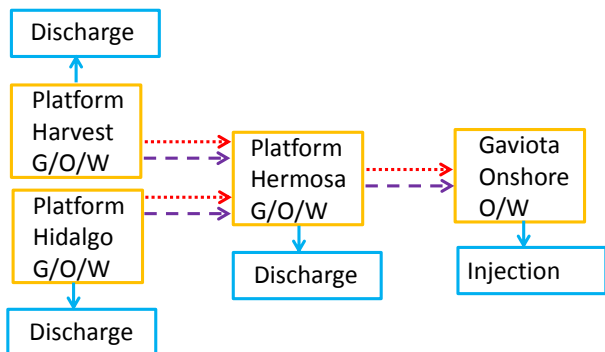 Discharge
Platform
Harvest
G/O/W
Platform
Hidalgo
G/O/W
Discharge
Platform
Hermosa
G/O/W
Discharge
Gaviota
Onshore
O/W
Injection